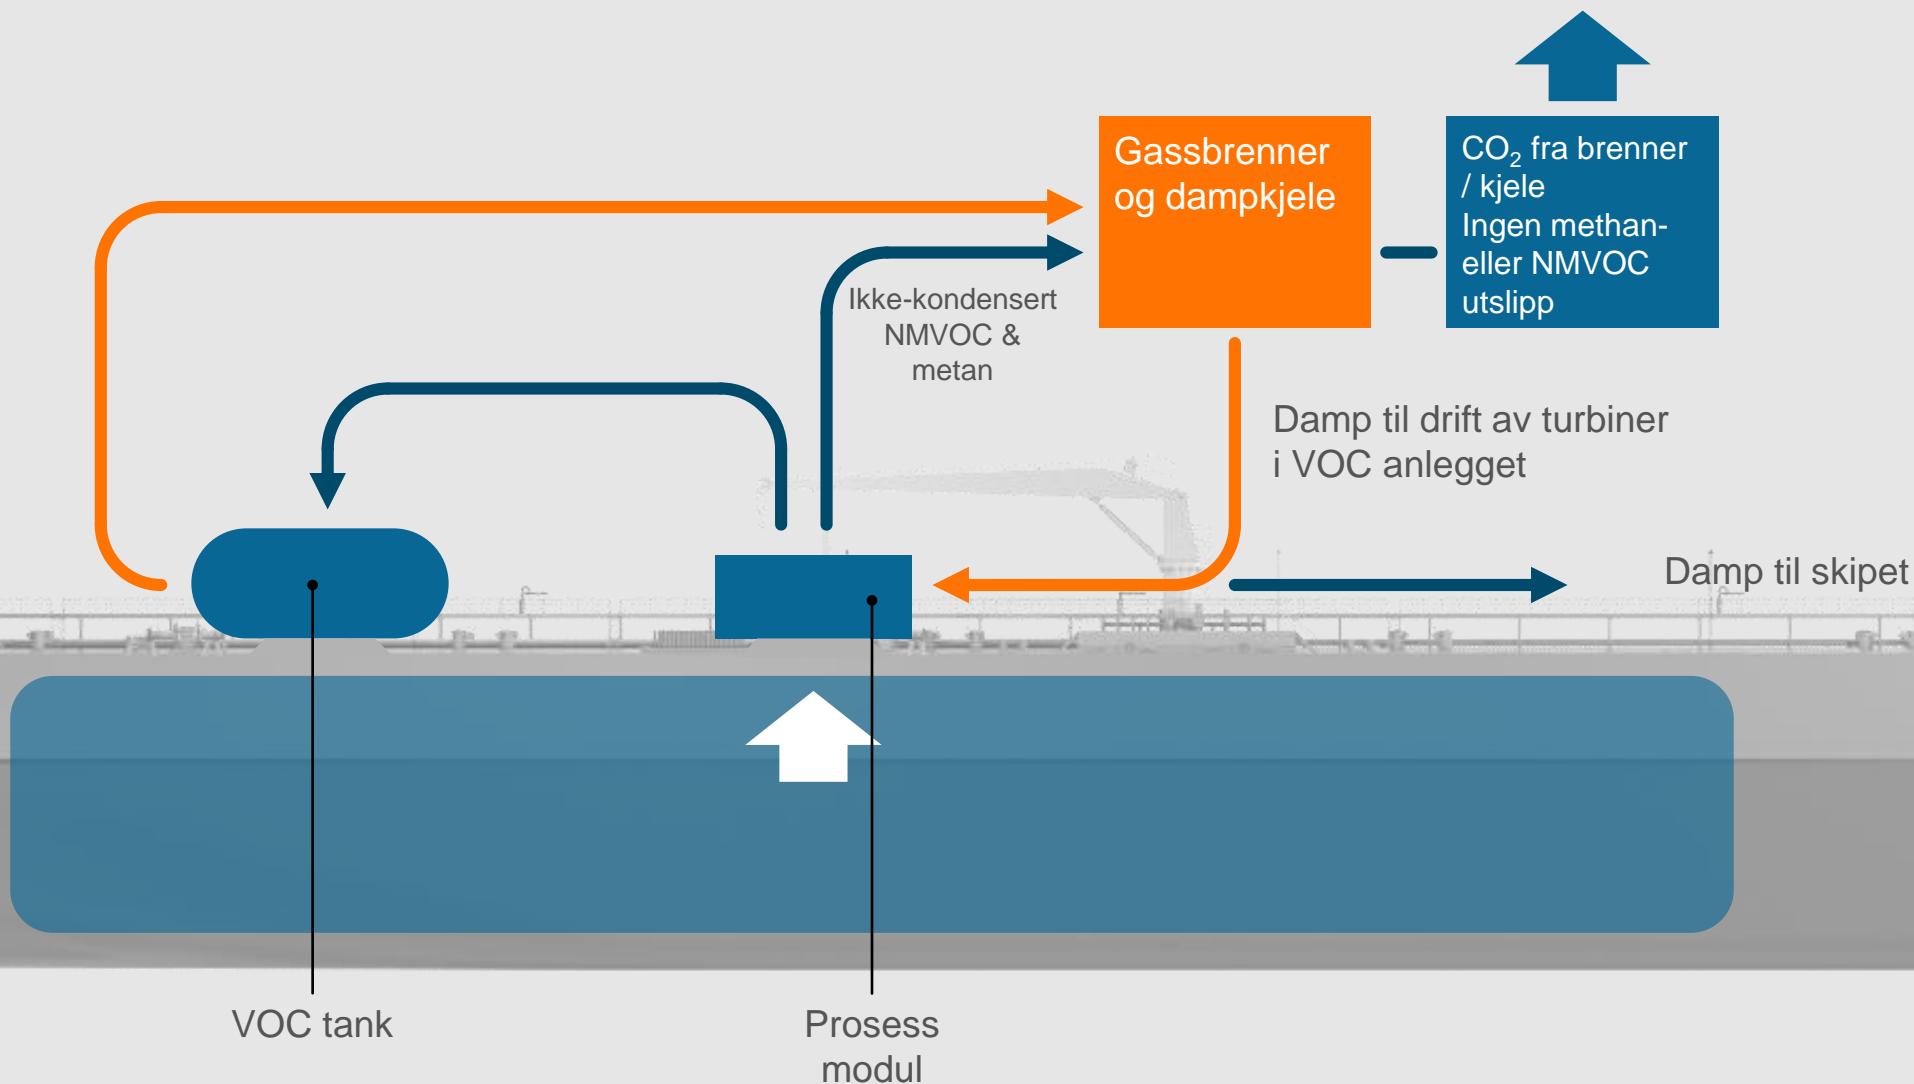 Gassbrenner
og dampkjele
CO₂ fra brenner
/ kjele
Ingen methan-
eller NMVOC
utslipp
Ikke-kondensert
NMVOC &
metan
Damp til drift av turbiner
i VOC anlegget
Damp til skipet
VOC tank
Prosess
modul